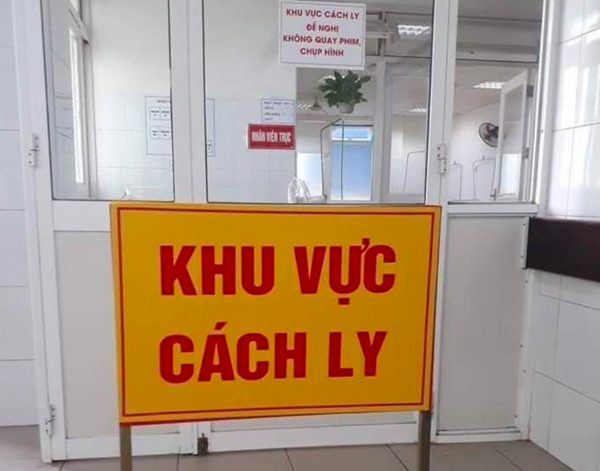 KHU VỰC CÁCH LY
ĐỀ NGHỊ
KHÔNG QUAY PHIM,
CHỤP HÌNH
NHÂN VIÊN TRỰC
KHU VỰC
CÁCH LY